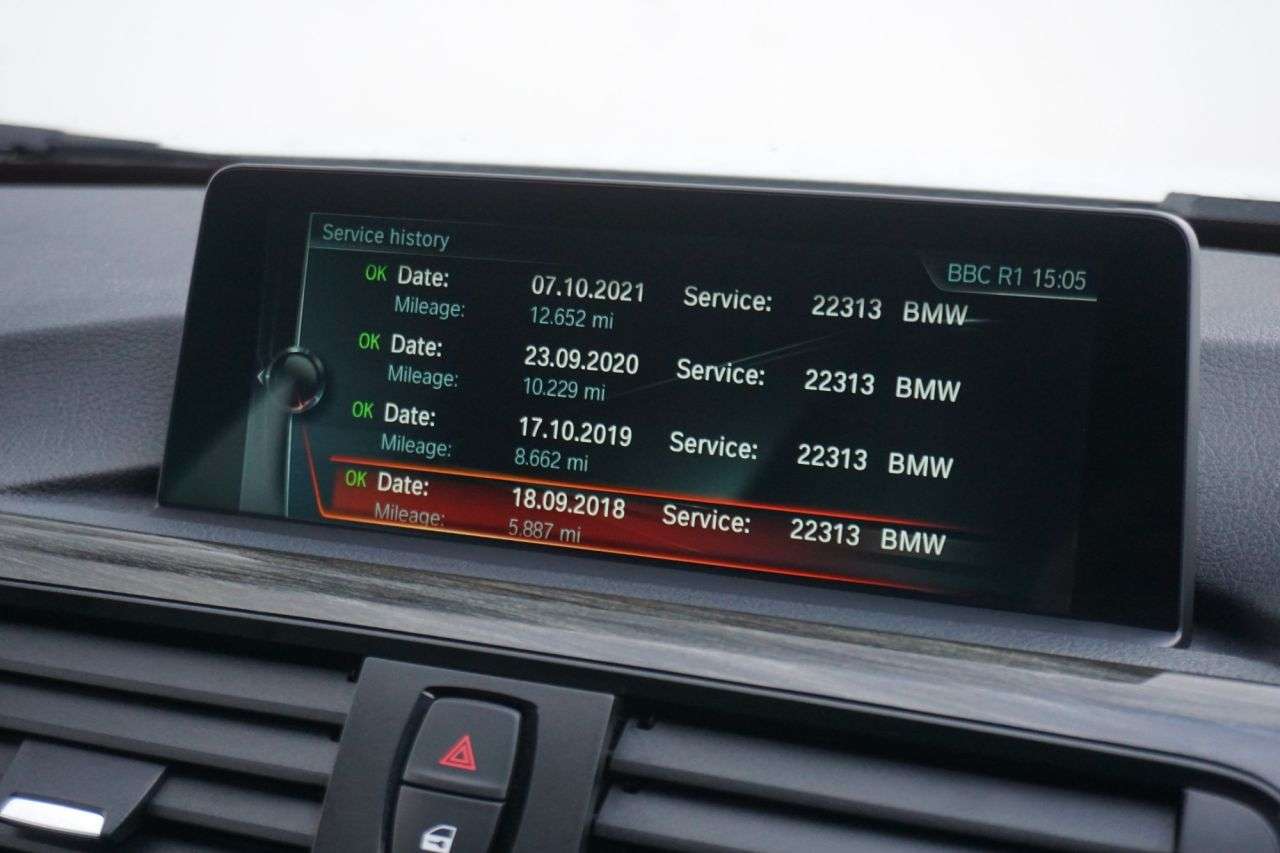 Service history
BBC R1 15:05
OK Date: 07.10.2021 Service: 22313 BMW
Mileage: 12.652 mi
OK Date: 23.09.2020 Service: 22313 BMW
Mileage: 10.229 mi
OK Date: 17.10.2019 Service: 22313 BMW
Mileage: 8.662 mi
OK Date: 18.09.2018 Service: 22313 BMW
Mileage: 5.887 mi